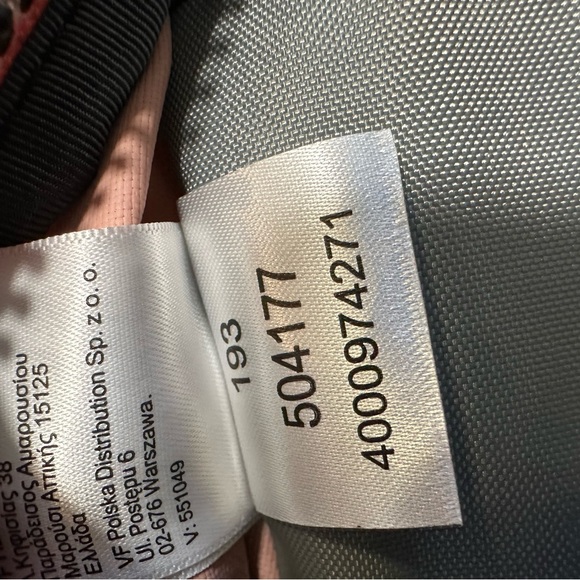 Κηφισίας 38
Παράδεισος Αμαρουσίου
Μαρούσι Αττικής 15125
Ελλάδα
VF Polska Distribution Sp. z o. o.
Ul. Postępu 6
02-676 Warszawa.
V: 551049
193
504177
4000974271